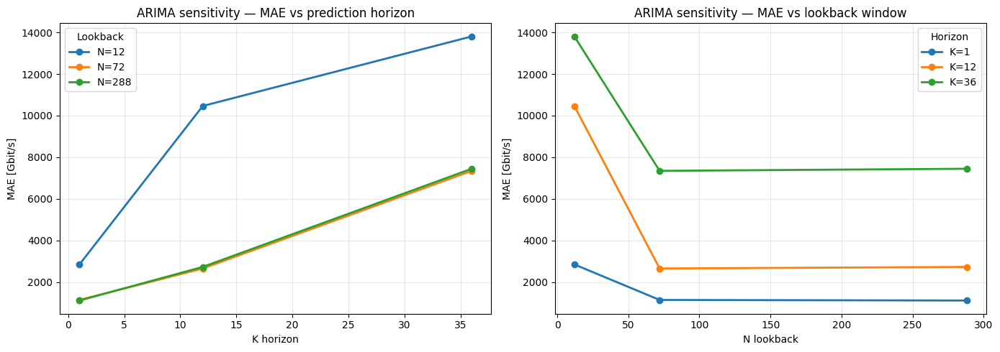 ARIMA sensitivity — MAE vs prediction horizon
MAE [Gbit/s]
14000
12000
10000
8000
6000
4000
2000
Lookback
N=12
N=72
N=288
0
5
10
15
20
25
30
35
K horizon
ARIMA sensitivity — MAE vs lookback window
MAE [Gbit/s]
14000
12000
10000
8000
6000
4000
2000
Horizon
K=1
K=12
K=36
0
50
100
150
200
250
300
N lookback